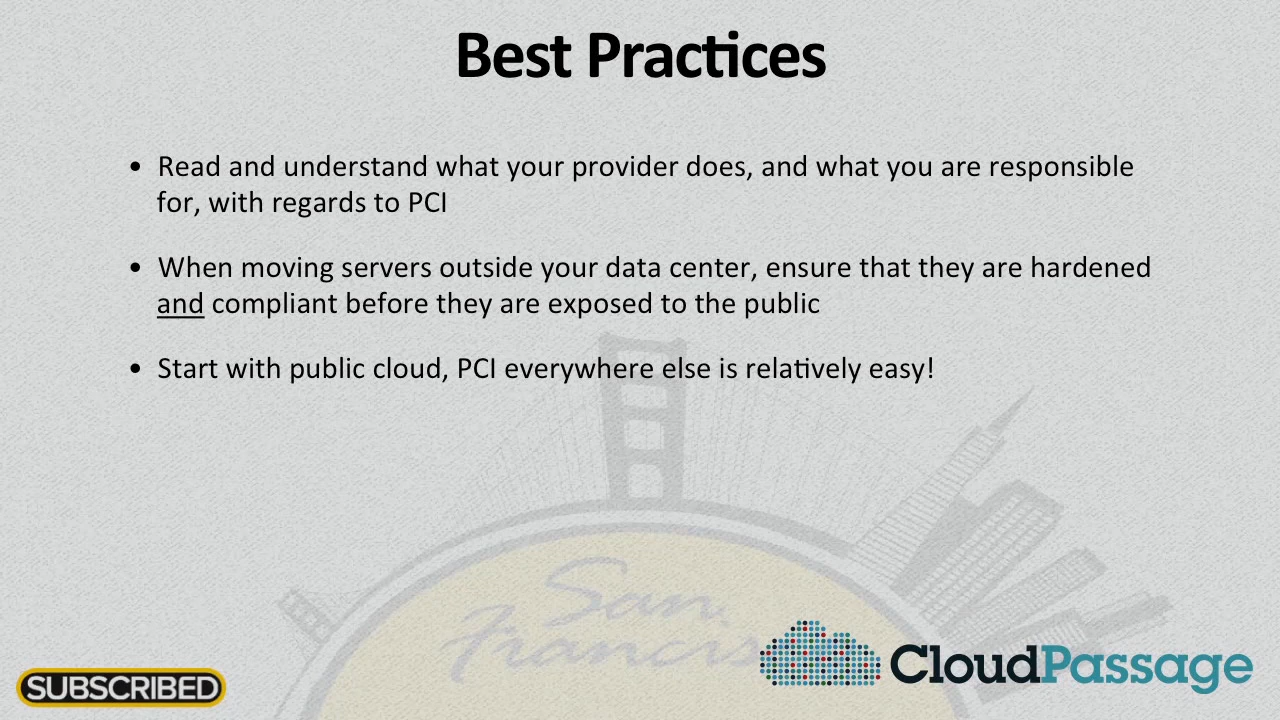 Best Practices
• Read and understand what your provider does, and what you are responsible
for, with regards to PCI
• When moving servers outside your data center, ensure that they are hardened
and compliant before they are exposed to the public
• Start with public cloud, PCI everywhere else is relatively easy!
San
Francis
CloudPassage
SUBSCRIBED